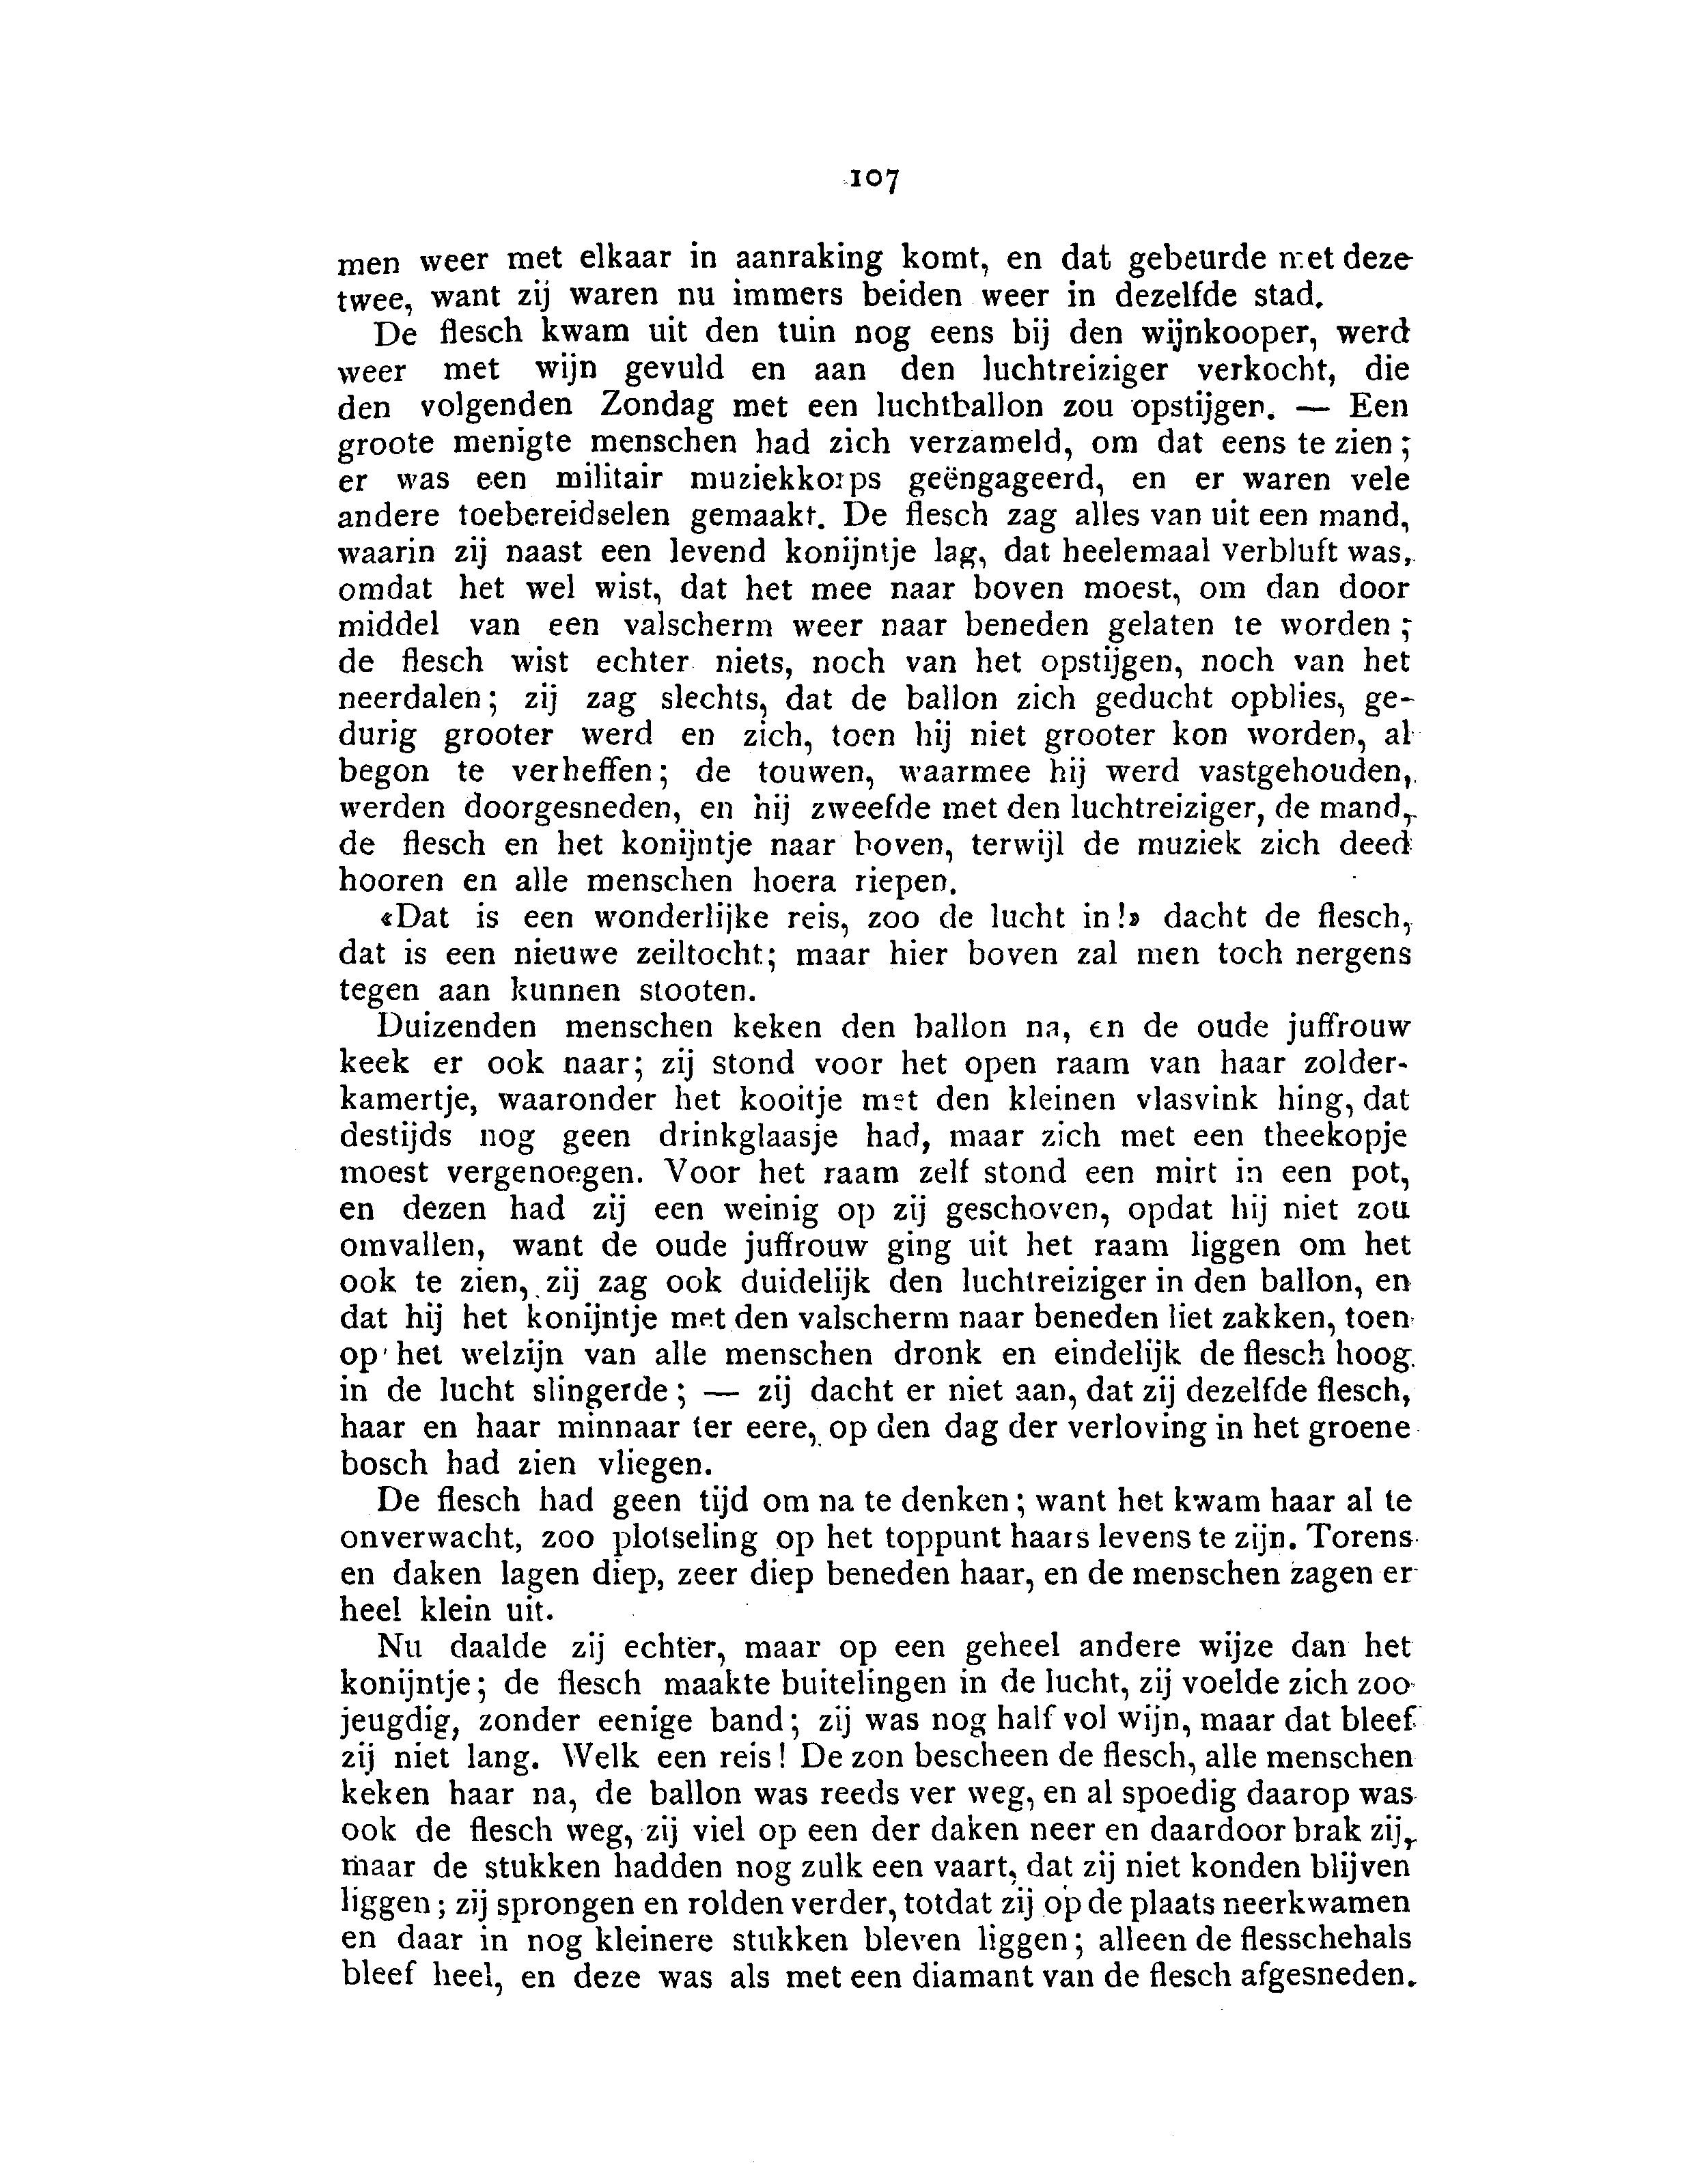 107
men weer met elkaar in aanraking komt, en dat gebeurde met deze
twee, want zij waren nu immers beiden weer in dezelfde stad.
De flesch kwam uit den tuin nog eens bij den wijnkooper, werd
weer met wijn gevuld en aan den luchtreiziger verkocht, die
den volgenden Zondag met een luchtballon zou opstijgen. — Een
groote menigte menschen had zich verzameld, om dat eens te zien;
er was een militair muziekkorps geëngageerd, en er waren vele
andere toebereidselen gemaakt. De flesch zag alles van uit een mand,
waarin zij naast een levend konijntje lag, dat heelemaal verbluft was,
omdat het wel wist, dat het mee naar boven moest, om dan door
middel van een valscherm weer naar beneden gelaten te worden;
de flesch wist echter niets, noch van het opstijgen, noch van het
neerdalen; zij zag slechts, dat de ballon zich geducht opblies, ge-
durig grooter werd en zich, toen hij niet grooter kon worden, al
begon te verheffen; de touwen, waarmee hij werd vastgehouden,
werden doorgesneden, en hij zweefde met den luchtreiziger, de mand,
de flesch en het konijntje naar boven, terwijl de muziek zich deed
hooren en alle menschen hoera riepen.
«Dat is een wonderlijke reis, zoo de lucht in!» dacht de flesch,
dat is een nieuwe zeiltocht; maar hier boven zal men toch nergens
tegen aan kunnen stooten.
Duizenden menschen keken den ballon na, en de oude juffrouw
keek er ook naar; zij stond voor het open raam van haar zolder-
kamertje, waaronder het kooitje met den kleinen vlasvink hing, dat
destijds nog geen drinkglaasje had, maar zich met een theekopje
moest vergenoegen. Voor het raam zelf stond een mirt in een pot,
en dezen had zij een weinig op zij geschoven, opdat hij niet zou
omvallen, want de oude juffrouw ging uit het raam liggen om het
ook te zien, zij zag ook duidelijk den luchtreiziger in den ballon, en
dat hij het konijntje met den valscherm naar beneden liet zakken, toen
op het welzijn van alle menschen dronk en eindelijk de flesch hoog
in de lucht slingerde; — zij dacht er niet aan, dat zij dezelfde flesch,
haar en haar minnaar ter eere, op den dag der verloving in het groene
bosch had zien vliegen.
De flesch had geen tijd om na te denken; want het kwam haar al te
onverwacht, zoo plotseling op het toppunt haars levens te zijn. Torens
en daken lagen diep, zeer diep beneden haar, en de menschen zagen er
heel klein uit.
Nu daalde zij echter, maar op een geheel andere wijze dan het
konijntje; de flesch maakte buitelingen in de lucht, zij voelde zich zoo
jeugdig, zonder eenige band; zij was nog half vol wijn, maar dat bleef
zij niet lang. Welk een reis! De zon bescheen de flesch, alle menschen
keken haar na, de ballon was reeds ver weg, en al spoedig daarop was
ook de flesch weg, zij viel op een der daken neer en daardoor brak zij,
maar de stukken hadden nog zulk een vaart, dat zij niet konden blijven
liggen; zij sprongen en rolden verder, totdat zij op de plaats neerkwamen
en daar in nog kleinere stukken bleven liggen; alleen de flesschehals
bleef heel, en deze was als met een diamant van de flesch afgesneden.